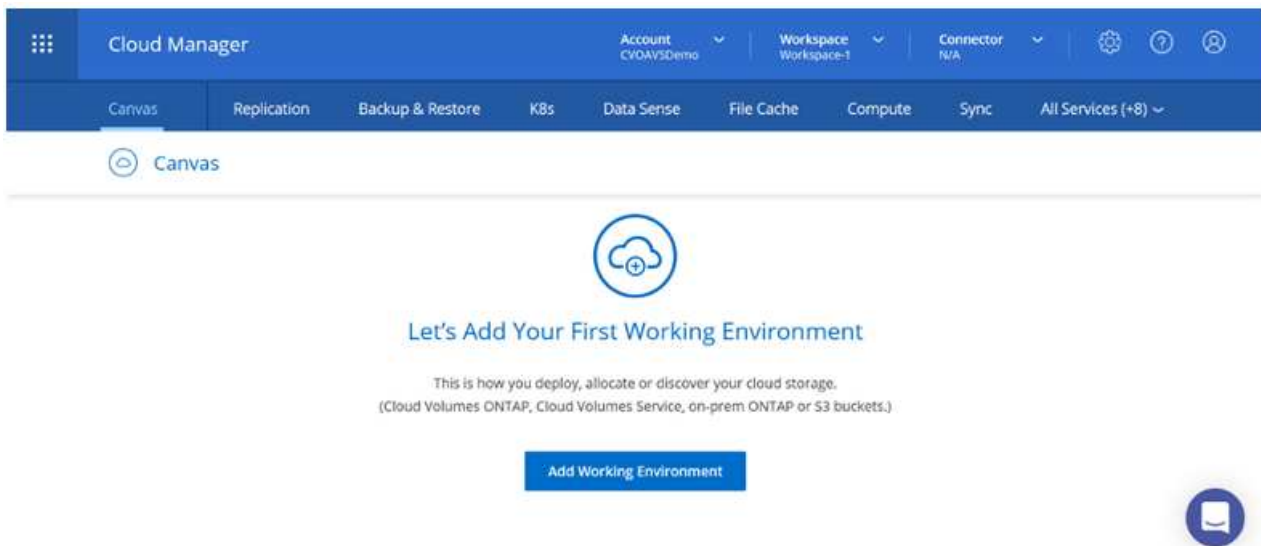 Cloud Manager
Account
CVOAVSDemo
Workspace
Workspace-1
Connector
N/A
Canvas Replication Backup & Restore K8s Data Sense File Cache Compute Sync All Services (+8)
Canvas
Let's Add Your First Working Environment
This is how you deploy, allocate or discover your cloud storage.
(Cloud Volumes ONTAP, Cloud Volumes Service, on-prem ONTAP or S3 buckets.)
Add Working Environment